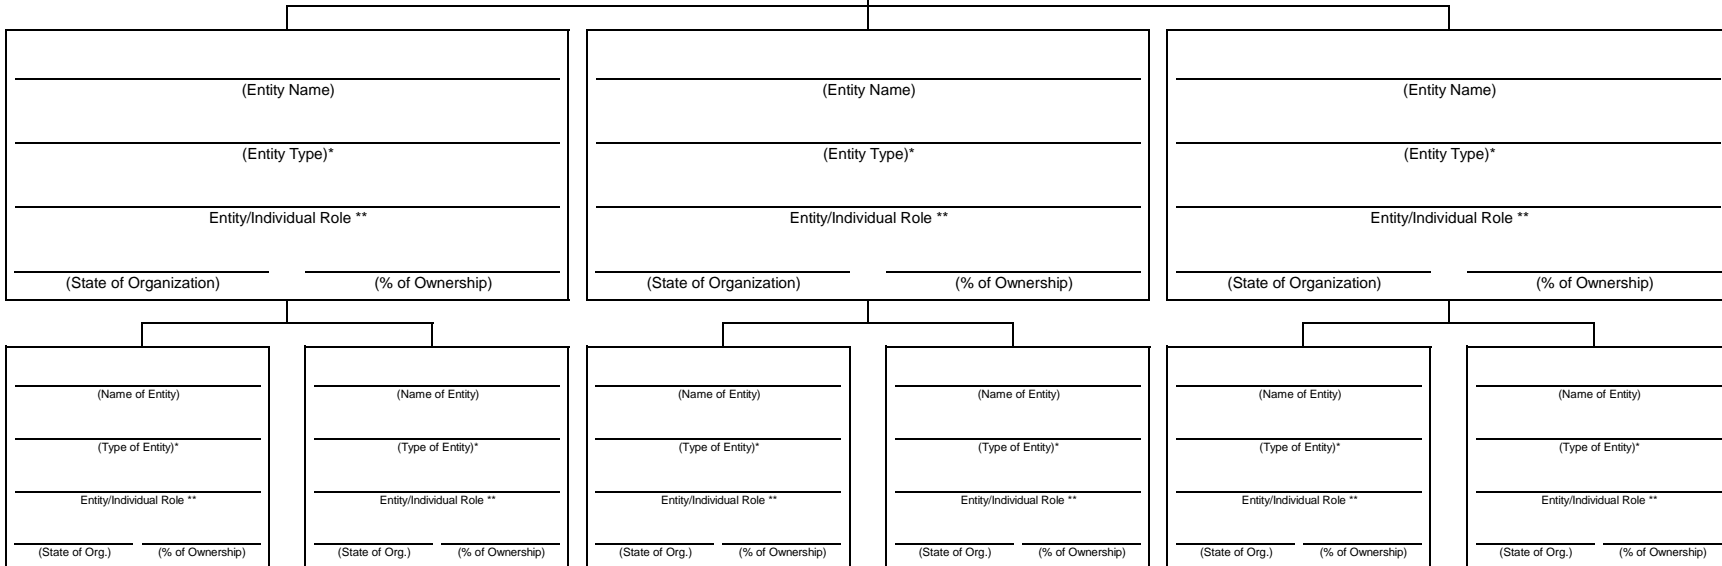 (Entity Name) (Entity Name) (Entity Name)
(Entity Type)* (Entity Type)* (Entity Type)*
Entity/Individual Role ** Entity/Individual Role ** Entity/Individual Role **
(State of Organization) (% of Ownership) (State of Organization) (% of Ownership) (State of Organization) (% of Ownership)
(Name of Entity) (Name of Entity) (Name of Entity) (Name of Entity) (Name of Entity) (Name of Entity)
(Type of Entity)* (Type of Entity)* (Type of Entity)* (Type of Entity)* (Type of Entity)* (Type of Entity)*
Entity/Individual Role ** Entity/Individual Role ** Entity/Individual Role ** Entity/Individual Role ** Entity/Individual Role ** Entity/Individual Role **
(State of Org.) (% of Ownership) (State of Org.) (% of Ownership) (State of Org.) (% of Ownership) (State of Org.) (% of Ownership) (State of Org.) (% of Ownership) (State of Org.) (% of Ownership)